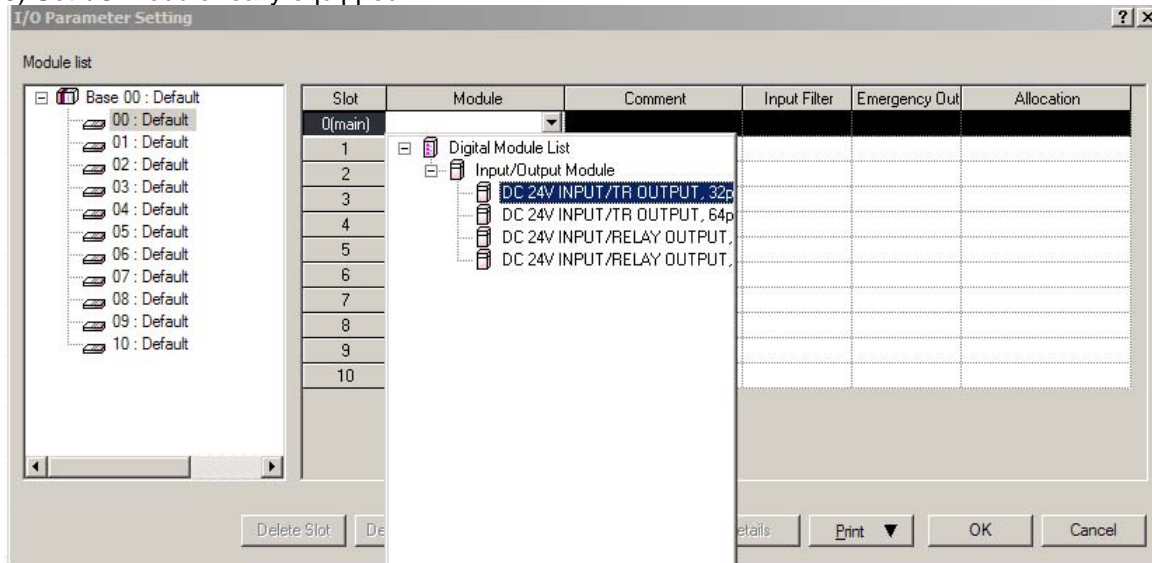 I/O Parameter Setting
Module list
Base 00 : Default
00 : Default
01 : Default
02 : Default
03 : Default
04 : Default
05 : Default
06 : Default
07 : Default
08 : Default
09 : Default
10 : Default
Slot Module Comment Input Filter Emergency Out Allocation
0(main)
1
2
3
4
5
6
7
8
9
10
Digital Module List
Input/Output Module
DC 24V INPUT/TR OUTPUT, 32p
DC 24V INPUT/TR OUTPUT, 64p
DC 24V INPUT/RELAY OUTPUT,
DC 24V INPUT/RELAY OUTPUT,
Delete Slot De etails Print ▼ OK Cancel